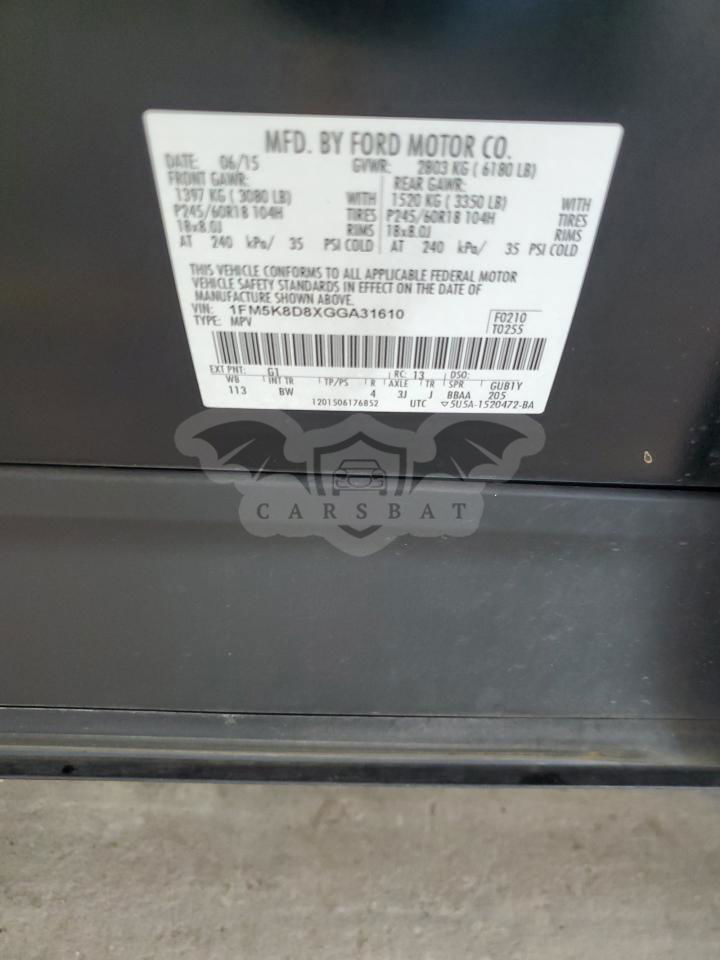 MFD. BY FORD MOTOR CO.
DATE: 06/15 GVWR: 2803 KG ( 6180 LB)
FRONT GAWR: REAR GAWR:
1397 KG ( 3080 LB) WITH 1520 KG ( 3350 LB) WITH
P245/60R18 104H TIRES P245/60R18 104H TIRES
18x8.0J RIMS 18x8.0J RIMS
AT 240 kPa/ 35 PSI COLD AT 240 kPa/ 35 PSI COLD
THIS VEHICLE CONFORMS TO ALL APPLICABLE FEDERAL MOTOR
VEHICLE SAFETY STANDARDS IN EFFECT ON THE DATE OF
MANUFACTURE SHOWN ABOVE.
VIN: 1FM5K8D8XGGA31610 F0210
TYPE: MPV T0255
EXT PNT: G1 RC: 13 DSO:
WB INT TR TP/PS R AXLE TR SPR GUB1Y
113 BW 4 3J J BBAA 205
1201506176852 UTC ▽5U5A-1520472-BA
CARSBAT